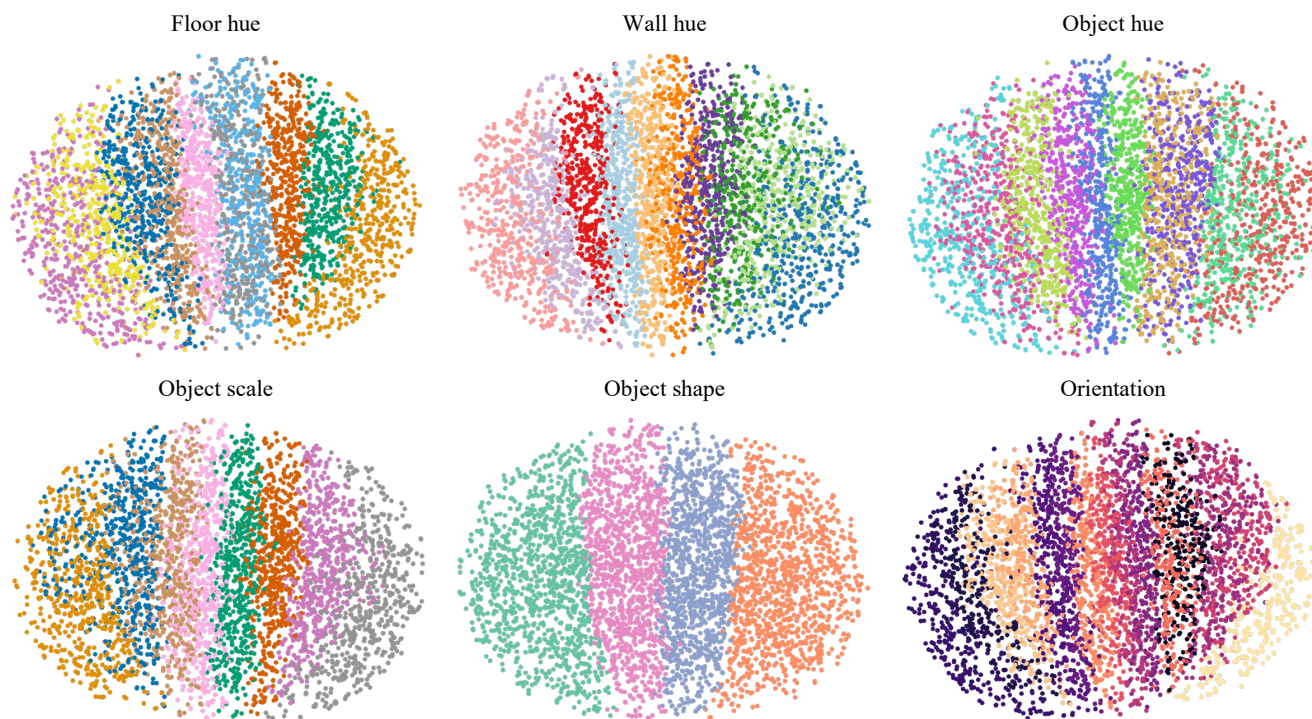 Floor hue
Wall hue
Object hue
Object scale
Object shape
Orientation